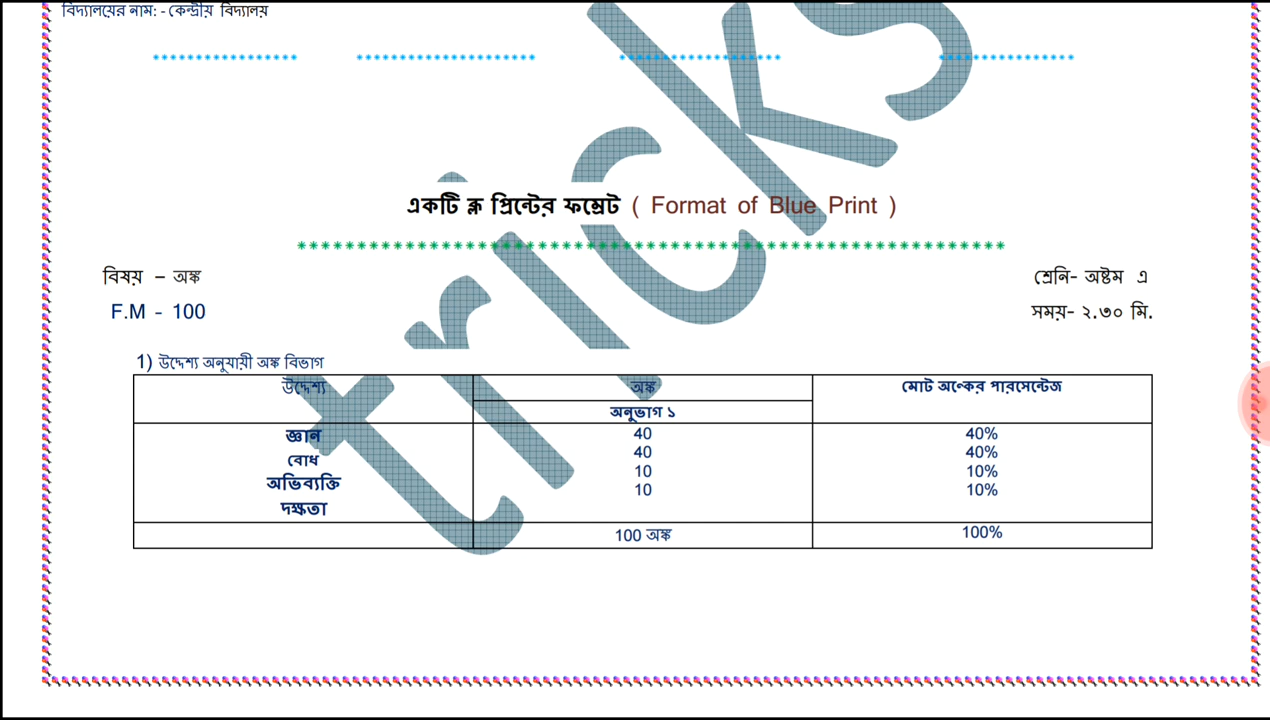 বিদ্যালয়ের নাম: - কেন্দ্রীয় বিদ্যালয়
একটি ব্লু প্রিন্টের ফর্মেট ( Format of Blue Print )
বিষয় – অঙ্ক
শ্রেনি- অষ্টম এ
F.M – 100
সময়- ২.৩০ মি.
1) উদ্দেশ্য অনুযায়ী অঙ্ক বিভাগ
উদ্দেশ্য অঙ্ক মোট অংকের পারসেন্টেজ
অনুভাগ ১
জ্ঞান 40 40%
বোধ 40 40%
অভিব্যক্তি 10 10%
দক্ষতা 10 10%
100 অঙ্ক 100%
tricks